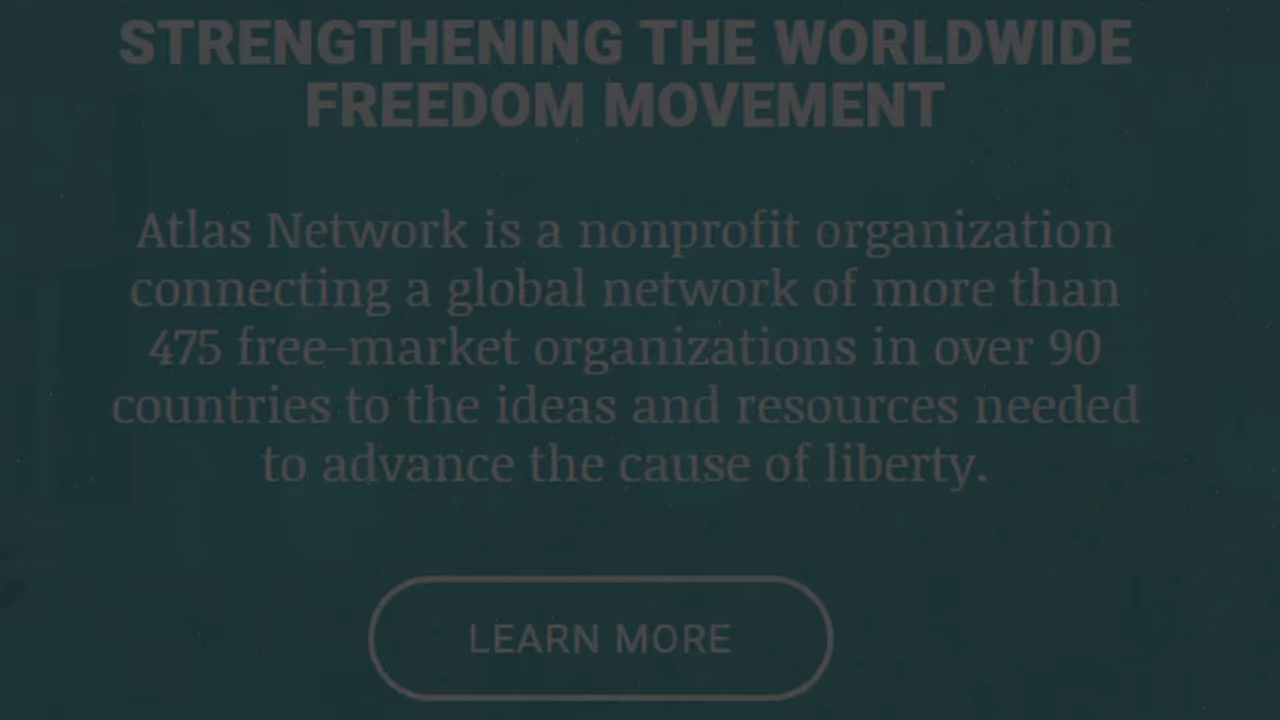 STRENGTHENING THE WORLDWIDE
FREEDOM MOVEMENT
Atlas Network is a nonprofit organization
connecting a global network of more than
475 free-market organizations in over 90
countries to the ideas and resources needed
to advance the cause of liberty.
LEARN MORE